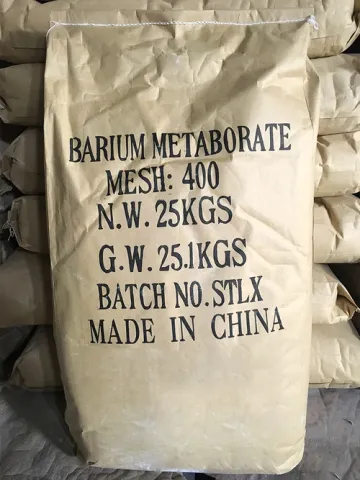 BARIUM METABORATE
MESH: 400
N.W. 25KGS
G.W. 25.1KGS
BATCH NO. STLX
MADE IN CHINA